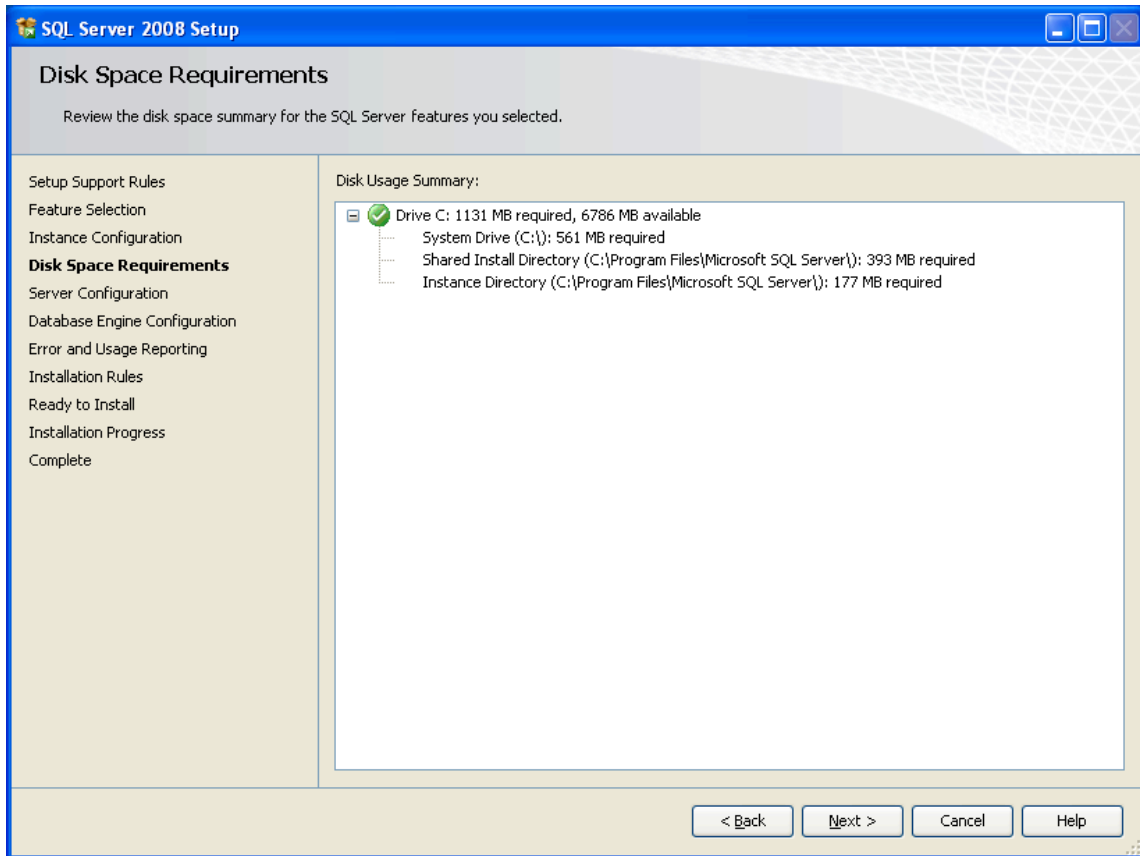 SQL Server 2008 Setup
Disk Space Requirements
Review the disk space summary for the SQL Server features you selected.
Setup Support Rules
Feature Selection
Instance Configuration
Disk Space Requirements
Server Configuration
Database Engine Configuration
Error and Usage Reporting
Installation Rules
Ready to Install
Installation Progress
Complete
Disk Usage Summary:
Drive C: 1131 MB required, 6786 MB available
System Drive (C:\): 561 MB required
Shared Install Directory (C:\Program Files\Microsoft SQL Server\): 393 MB required
Instance Directory (C:\Program Files\Microsoft SQL Server\): 177 MB required
< Back
Next >
Cancel
Help